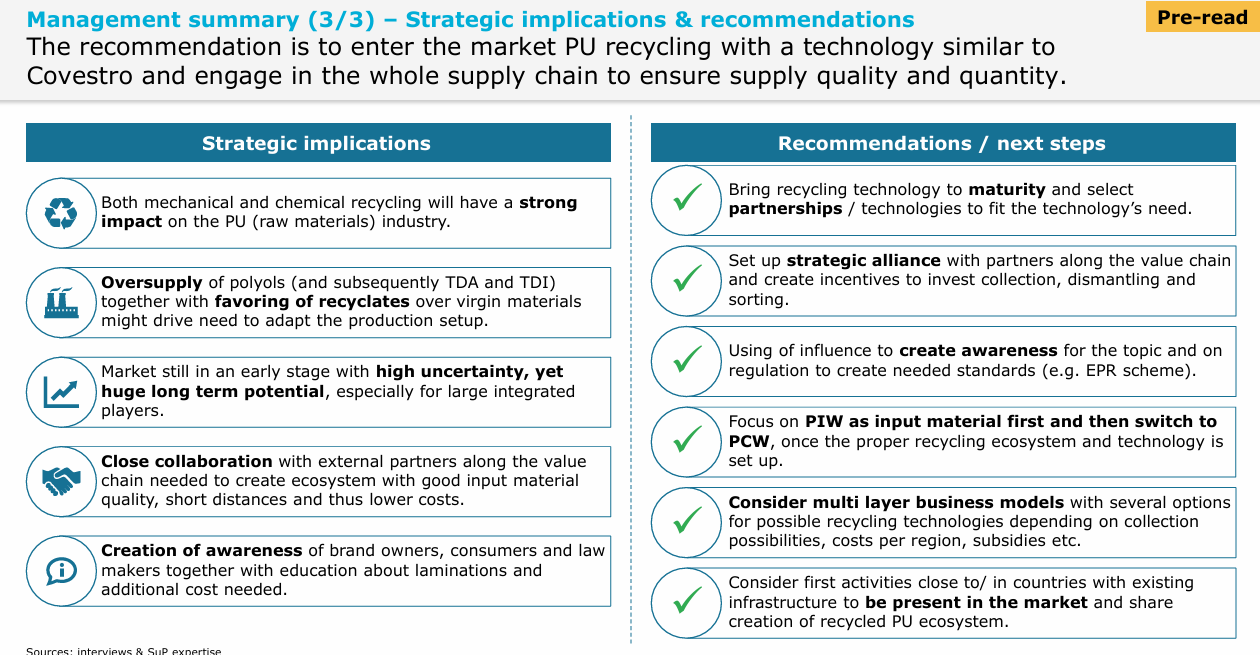 Management summary (3/3) – Strategic implications & recommendations
Pre-read
The recommendation is to enter the market PU recycling with a technology similar to
Covestro and engage in the whole supply chain to ensure supply quality and quantity.
Strategic implications
Both mechanical and chemical recycling will have a strong
impact on the PU (raw materials) industry.
Oversupply of polyols (and subsequently TDA and TDI)
together with favoring of recyclates over virgin materials
might drive need to adapt the production setup.
Market still in an early stage with high uncertainty, yet
huge long term potential, especially for large integrated
players.
Close collaboration with external partners along the value
chain needed to create ecosystem with good input material
quality, short distances and thus lower costs.
Creation of awareness of brand owners, consumers and law
makers together with education about laminations and
additional cost needed.
Recommendations / next steps
Bring recycling technology to maturity and select
partnerships / technologies to fit the technology’s need.
Set up strategic alliance with partners along the value chain
and create incentives to invest collection, dismantling and
sorting.
Using of influence to create awareness for the topic and on
regulation to create needed standards (e.g. EPR scheme).
Focus on PIW as input material first and then switch to
PCW, once the proper recycling ecosystem and technology is
set up.
Consider multi layer business models with several options
for possible recycling technologies depending on collection
possibilities, costs per region, subsidies etc.
Consider first activities close to/ in countries with existing
infrastructure to be present in the market and share
creation of recycled PU ecosystem.
Sources: interviews & SuP expertise